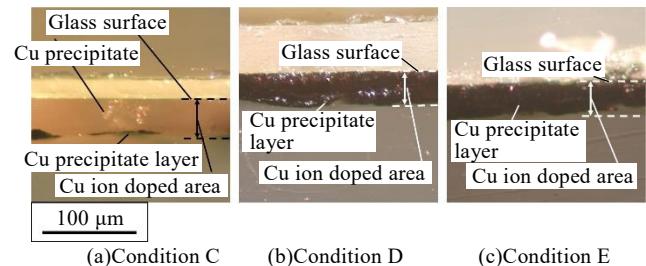 Glass surface
Cu precipitate
Cu precipitate layer
Cu ion doped area
100 μm
(a)Condition C
Glass surface
Cu precipitate
layer
Cu ion doped area
(b)Condition D
Glass surface
Cu precipitate
layer
Cu ion doped area
(c)Condition E